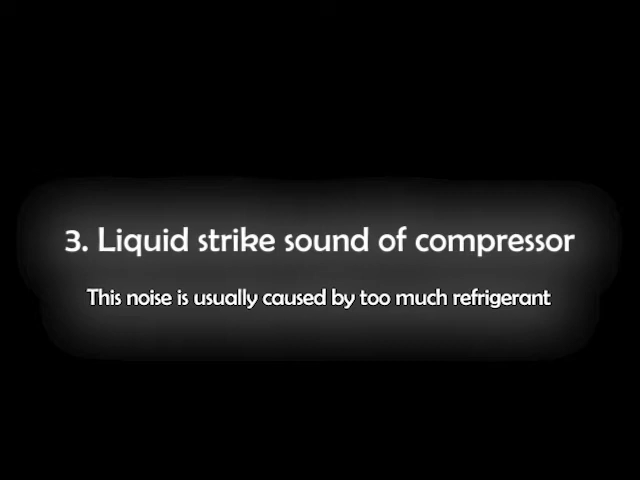 3. Liquid strike sound of compressor
This noise is usually caused by too much refrigerant